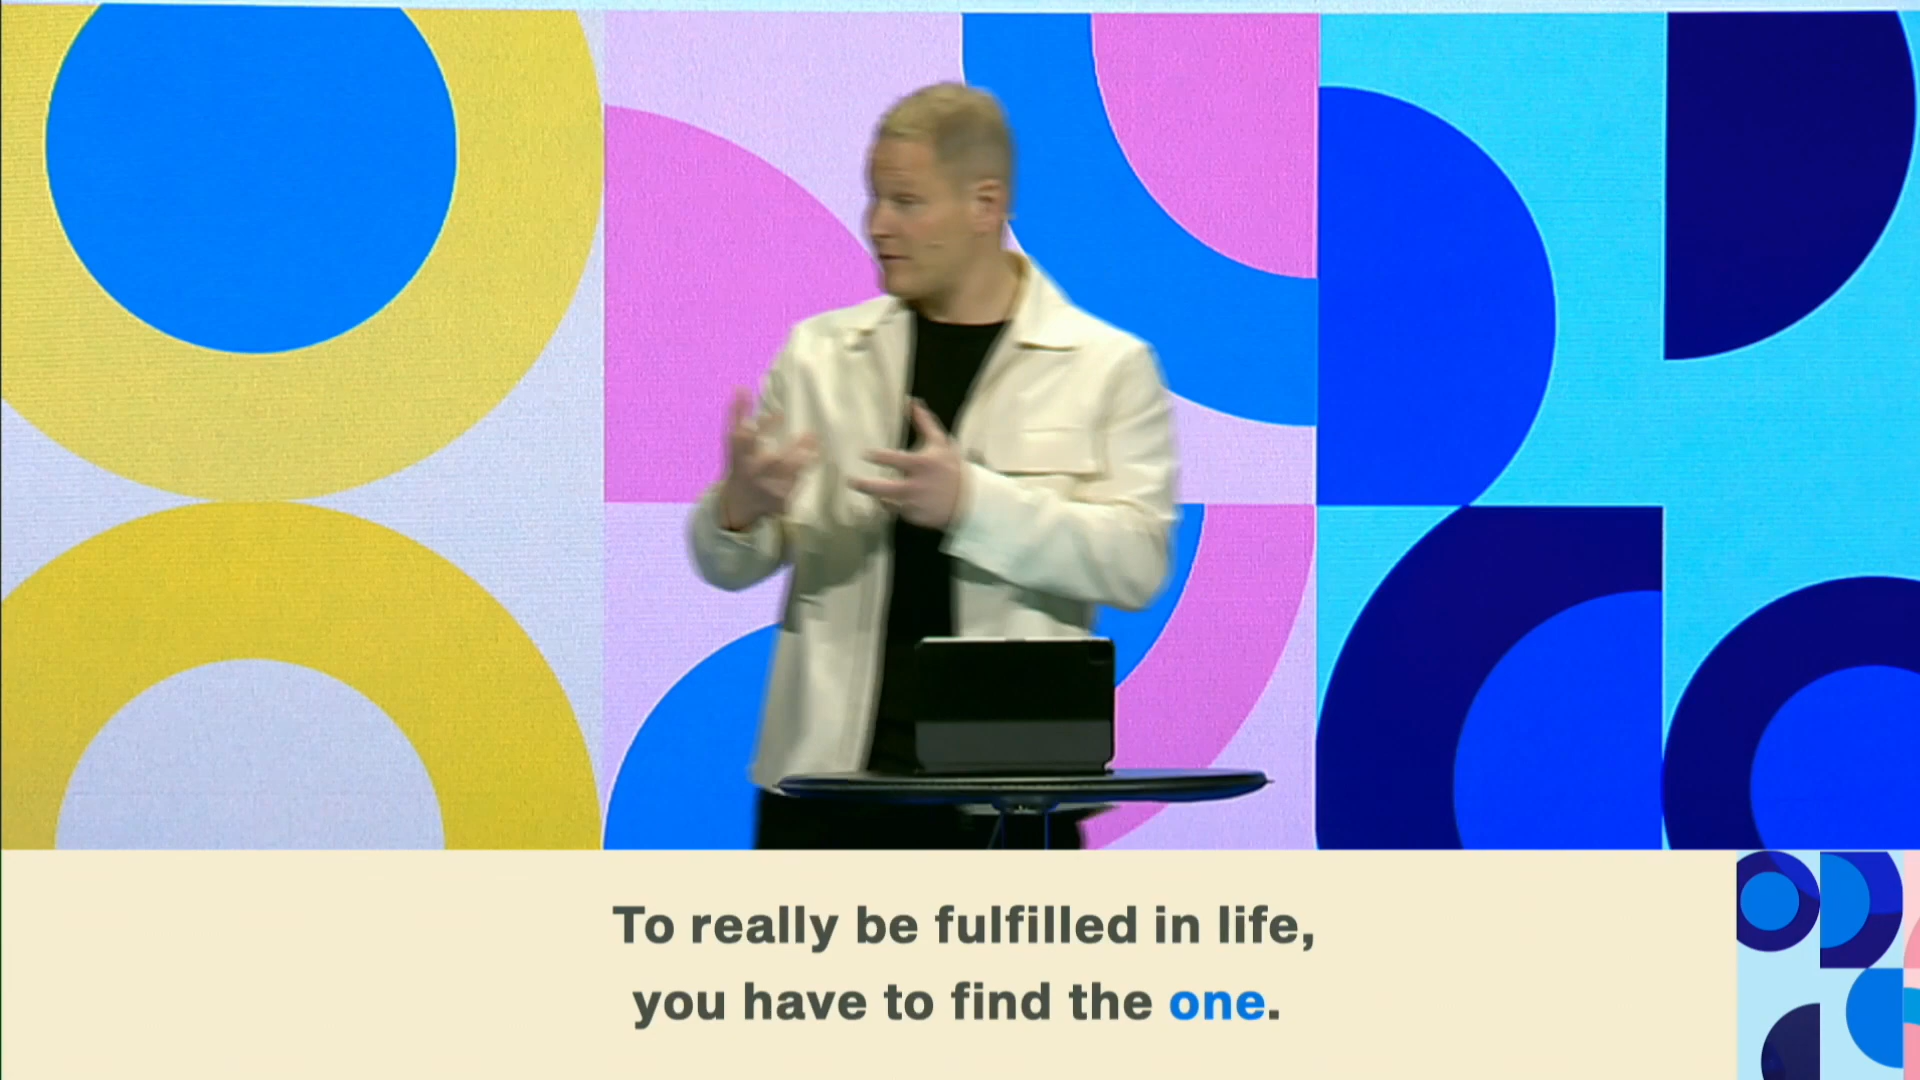 To really be fulfilled in life,
you have to find the one.